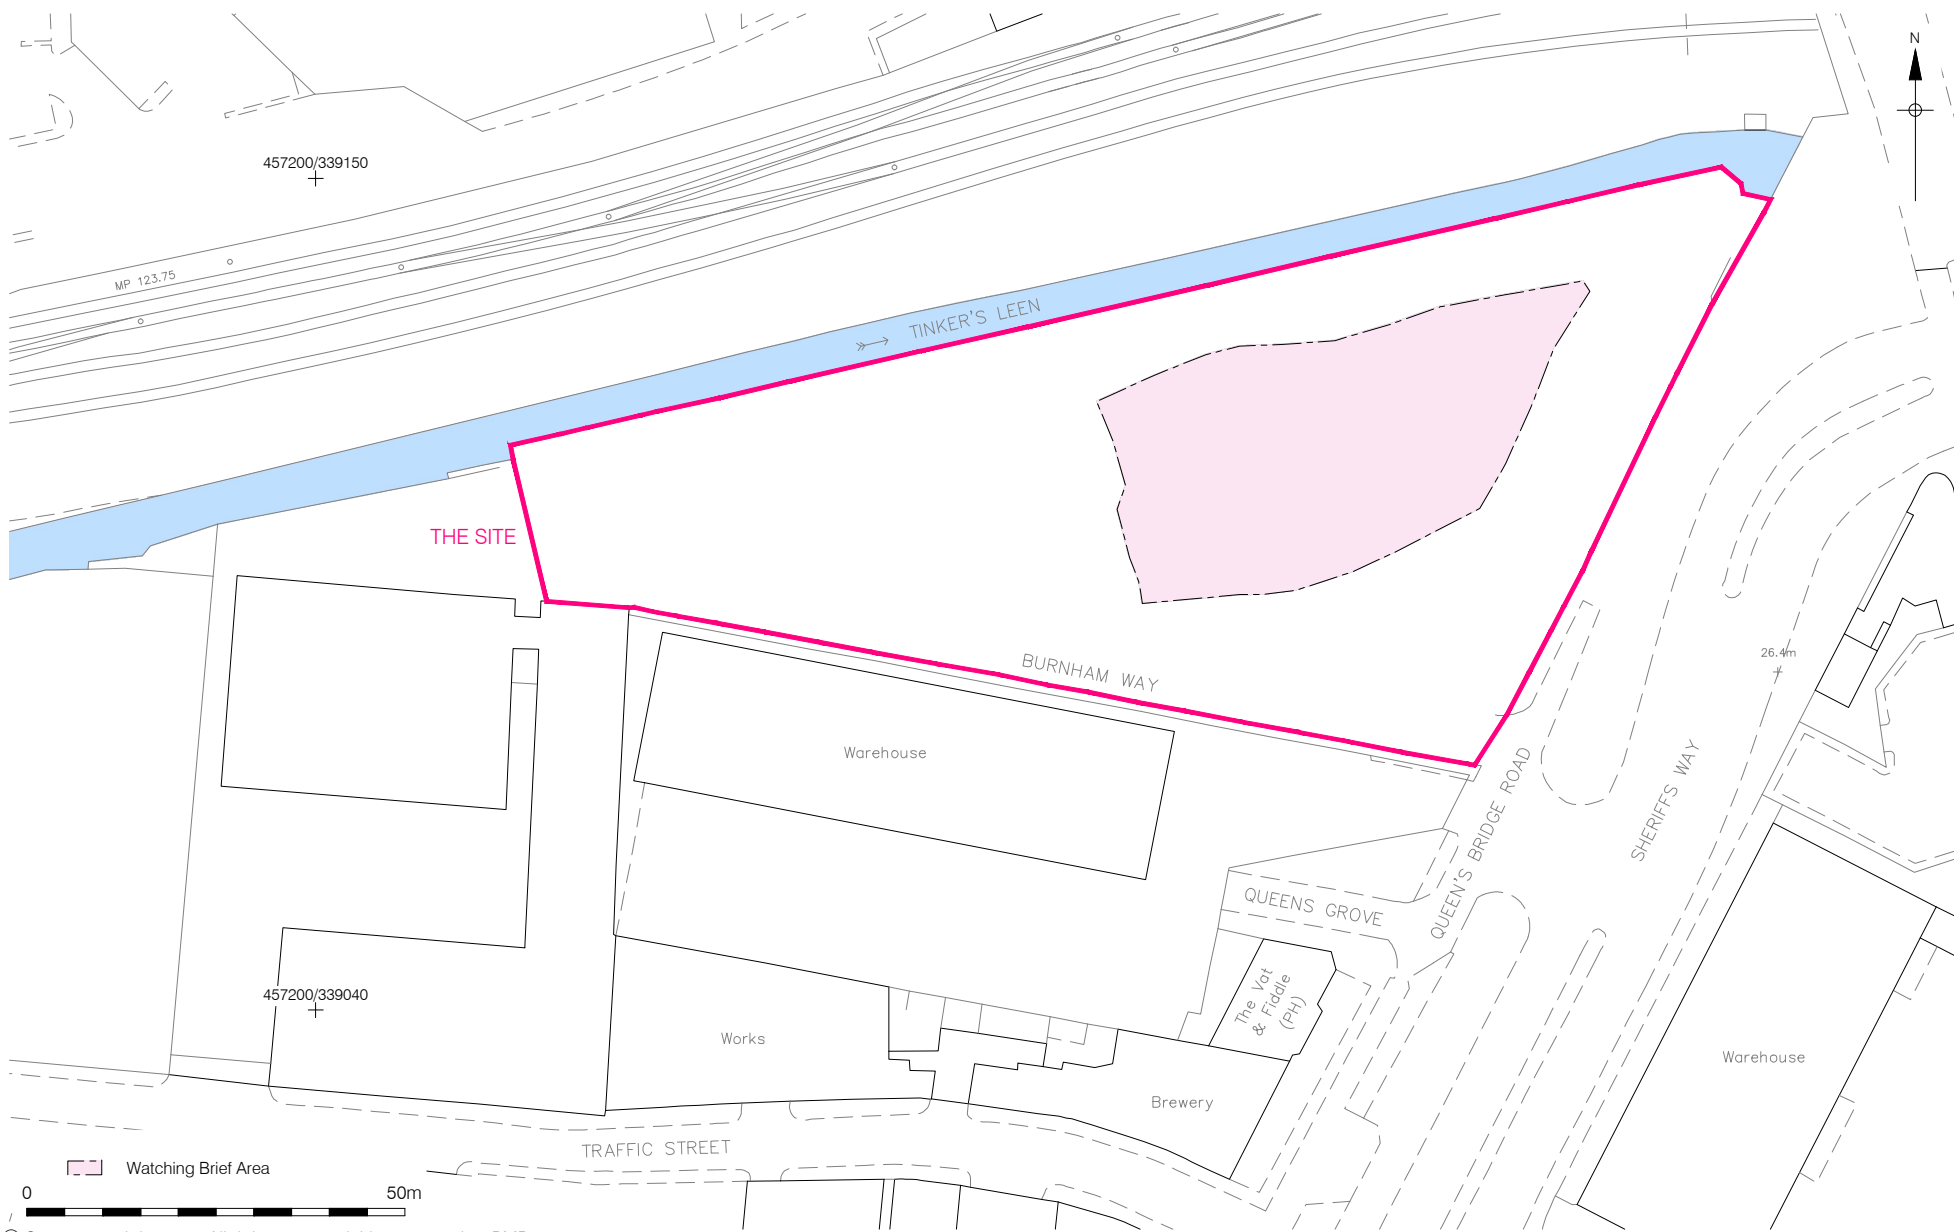 N
457200/339150
MP 123.75
TINKER'S LEEN
THE SITE
BURNHAM WAY
26.4m
Warehouse
QUEEN'S BRIDGE ROAD
SHERIFFS WAY
QUEENS GROVE
457200/339040
The Vat
& Fiddle
(PH)
Works
Warehouse
Brewery
TRAFFIC STREET
Watching Brief Area
0
50m